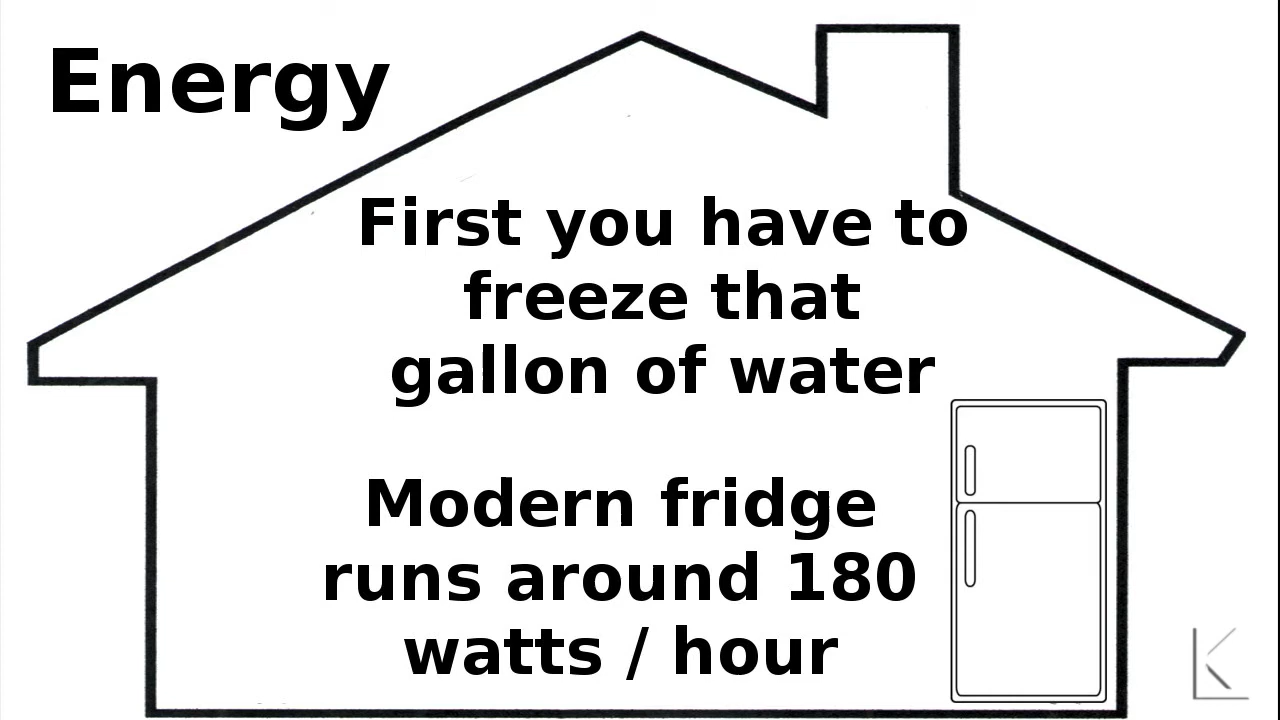 Energy
First you have to
freeze that
gallon of water
Modern fridge
runs around 180
watts / hour
K